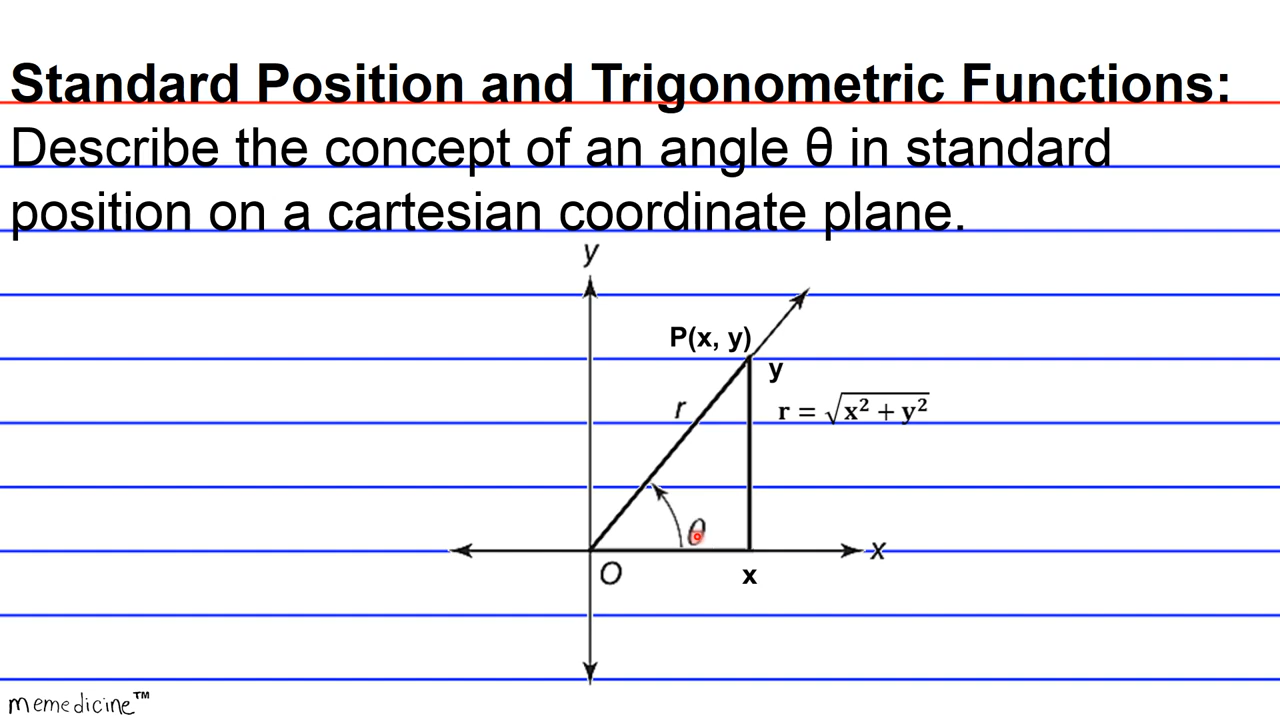 Standard Position and Trigonometric Functions:
Describe the concept of an angle θ in standard
position on a cartesian coordinate plane.
y
P(x, y)
y
r
r = √x² + y²
θ
x
O
x
memedicine™